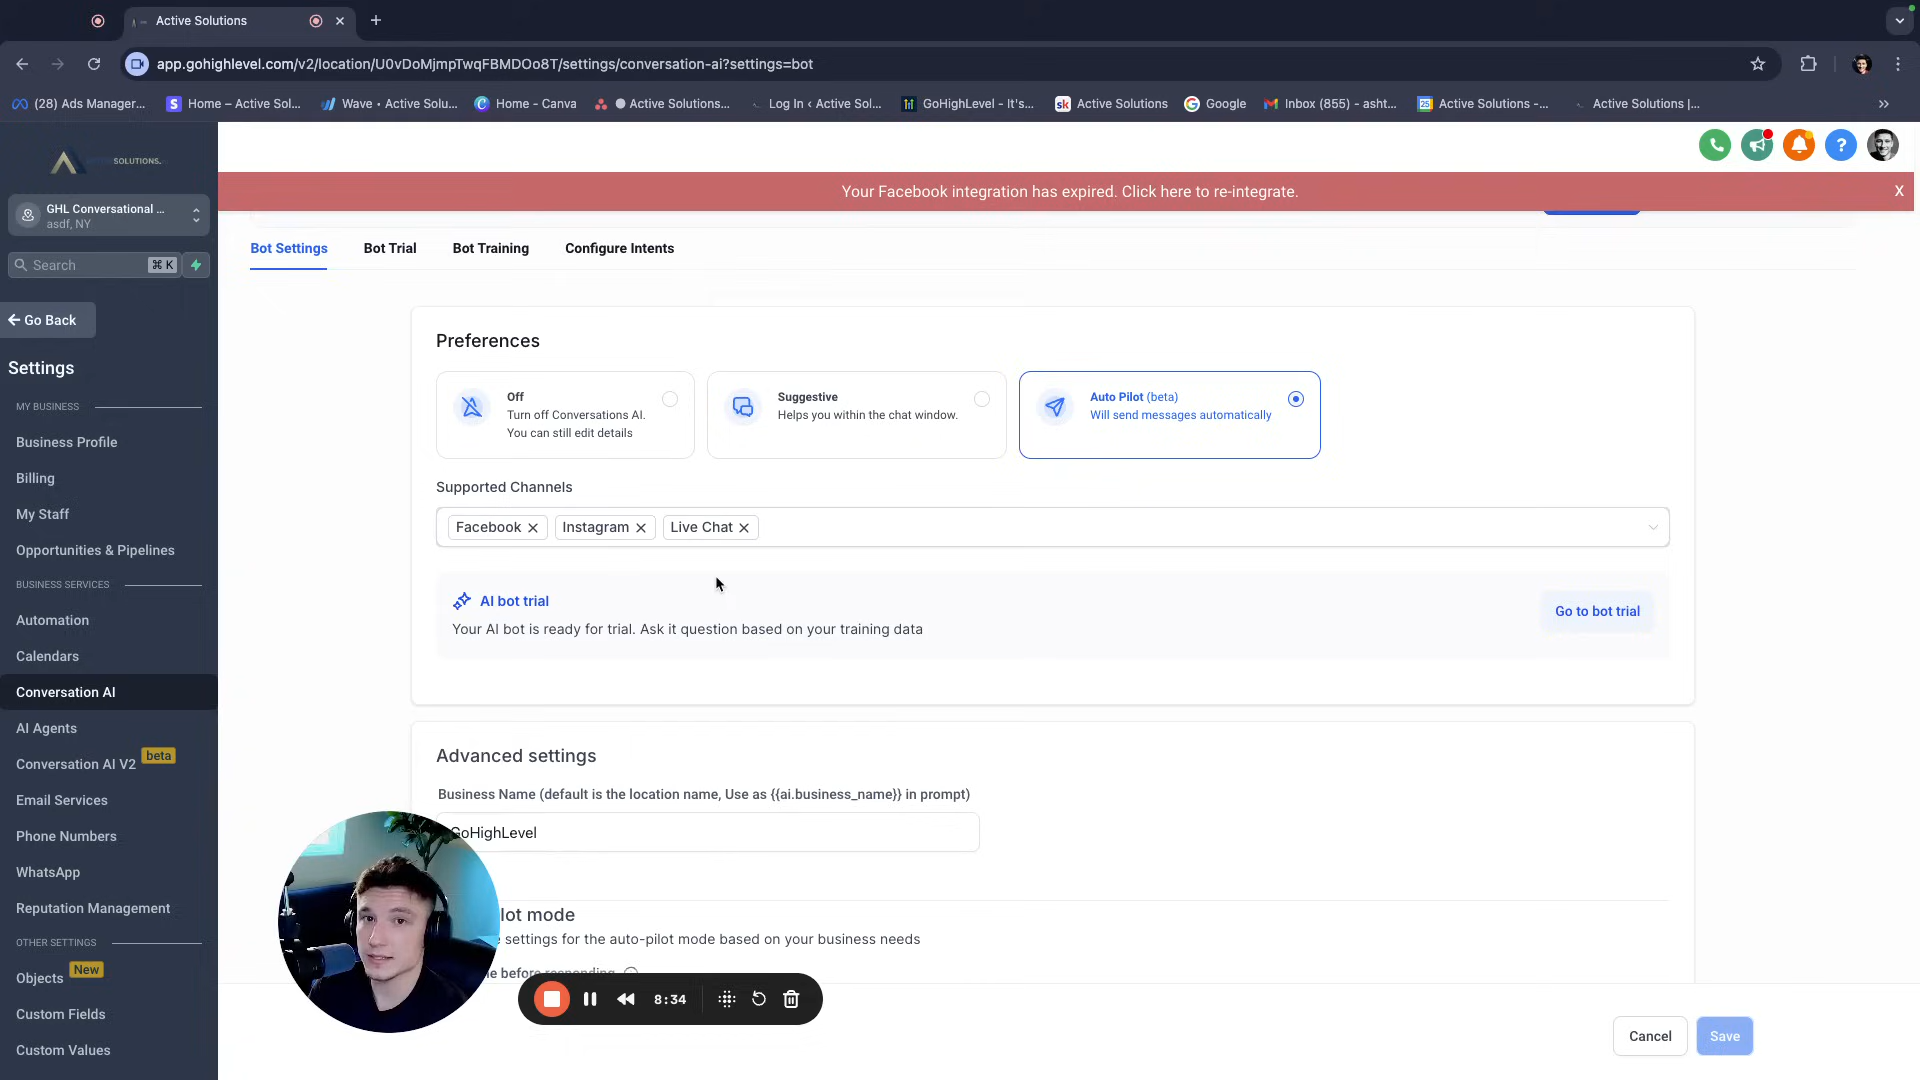 Active Solutions
app.gohighlevel.com/v2/location/U0vDoMjmpTwqFBMDOo8T/settings/conversation-ai?settings=bot
(28) Ads Manager...
Home – Active Sol...
Wave • Active Solu...
Home - Canva
Active Solutions...
Log In ‹ Active Sol...
GoHighLevel - It's...
Active Solutions
Google
Inbox (855) - asht...
Active Solutions -...
Active Solutions |...
SOLUTIONS.
Your Facebook integration has expired. Click here to re-integrate.
X
GHL Conversational ...
asdf, NY
Search
⌘ K
Go Back
Settings
MY BUSINESS
Business Profile
Billing
My Staff
Opportunities & Pipelines
BUSINESS SERVICES
Automation
Calendars
Conversation AI
AI Agents
Conversation AI V2 beta
Email Services
Phone Numbers
WhatsApp
Reputation Management
OTHER SETTINGS
Objects New
Custom Fields
Custom Values
Bot Settings
Bot Trial
Bot Training
Configure Intents
Preferences
Off
Turn off Conversations AI.
You can still edit details
Suggestive
Helps you within the chat window.
Auto Pilot (beta)
Will send messages automatically
Supported Channels
Facebook
Instagram
Live Chat
AI bot trial
Your AI bot is ready for trial. Ask it question based on your training data
Go to bot trial
Advanced settings
Business Name (default is the location name, Use as {{ai.business_name}} in prompt)
GoHighLevel
lot mode
settings for the auto-pilot mode based on your business needs
before responding
8:34
Cancel
Save